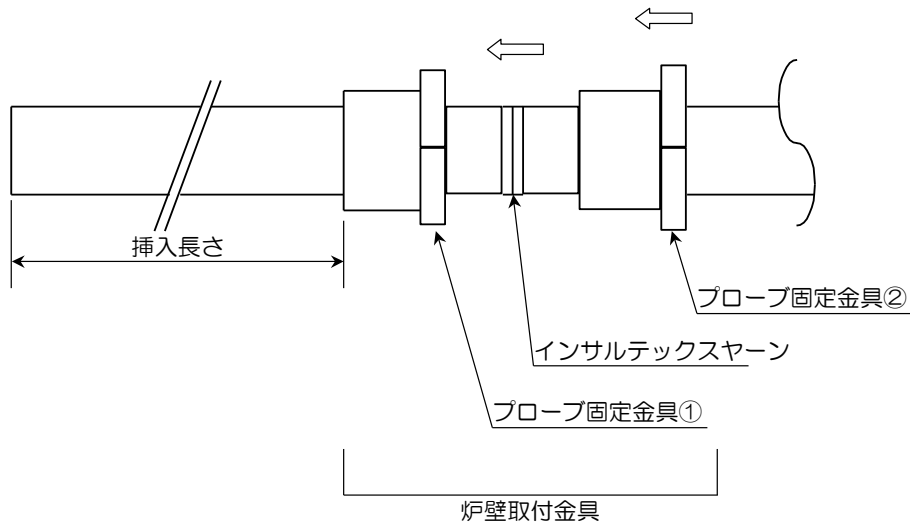 挿入長さ
プローブ固定金具②
インサルテックスヤーン
プローブ固定金具①
炉壁取付金具